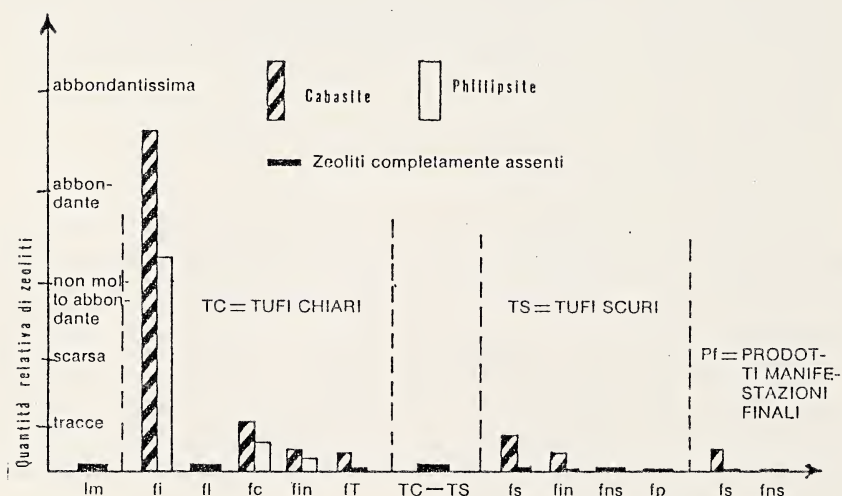 abbondantissima
Cabasite
Phillipsite
Zeoliti completamente assenti
abbon-
dante
Quantità relativa di zeoliti
non mol-
to abbon-
dante
TC=TUFI CHIARI
TS=TUFI SCURI
scarsa
Pf=PRODOT-
TI MANIFE-
STAZIONI
FINALI
tracce
Im fi fl fc fin fT TC—TS fs fin fns fp fs fns